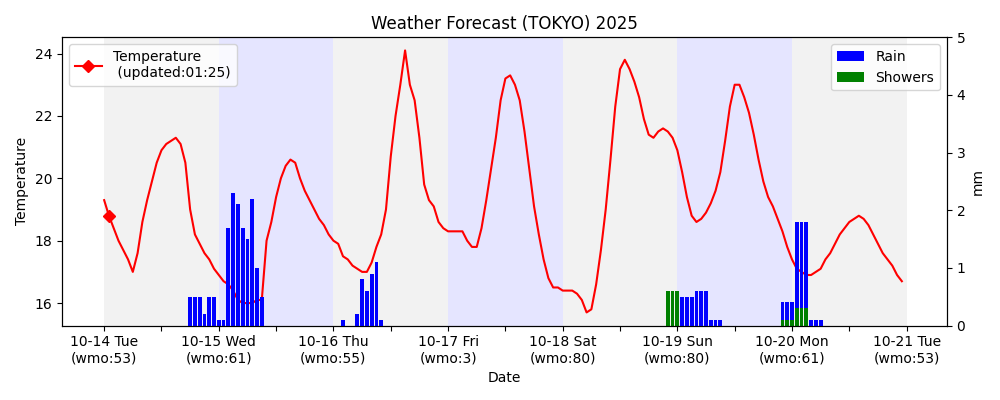 Weather Forecast (TOKYO) 2025
Temperature
(updated:01:25)
Rain
Showers
24
22
20
18
16
Temperature
5
4
3
2
1
0
mm
10-14 Tue
(wmo:53)
10-15 Wed
(wmo:61)
10-16 Thu
(wmo:55)
10-17 Fri
(wmo:3)
10-18 Sat
(wmo:80)
10-19 Sun
(wmo:80)
10-20 Mon
(wmo:61)
10-21 Tue
(wmo:53)
Date